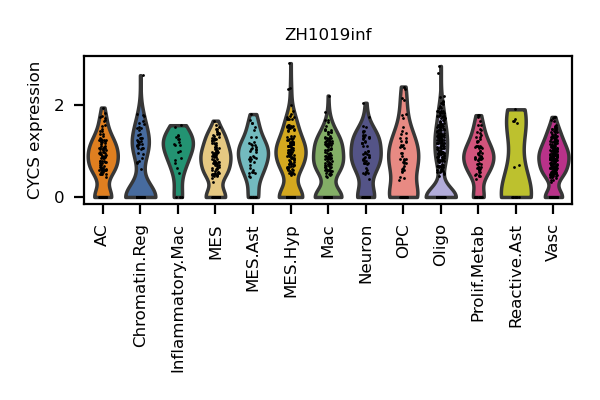 ZH1019inf
CYCS expression
2
0
AC
Chromatin.Reg
Inflammatory.Mac
MES
MES.Ast
MES.Hyp
Mac
Neuron
OPC
Oligo
Prolif.Metab
Reactive.Ast
Vasc